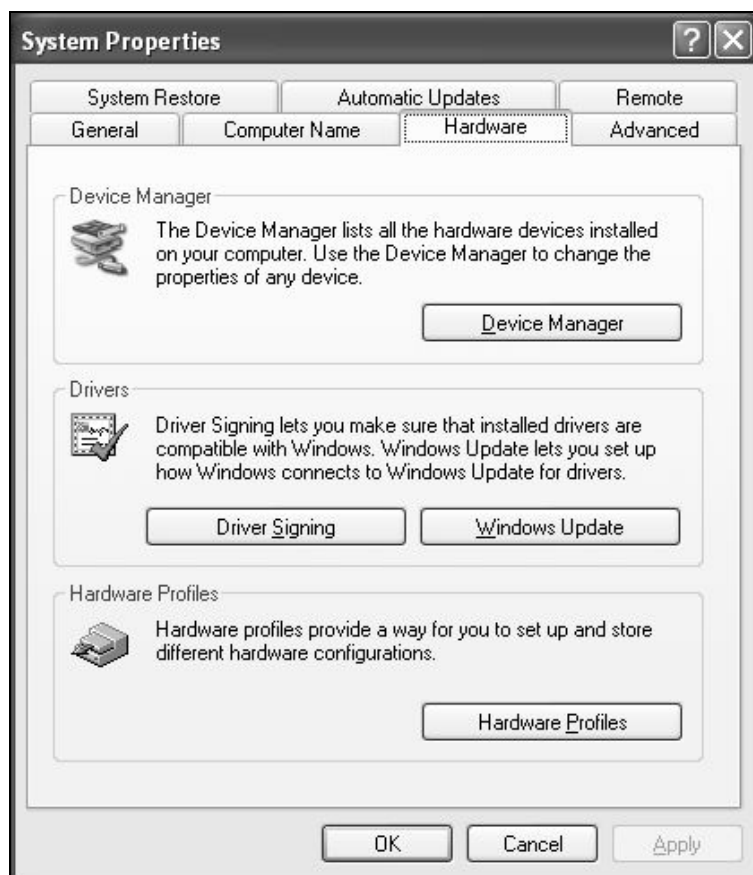 System Properties
System Restore
Automatic Updates
Remote
General
Computer Name
Hardware
Advanced
Device Manager
The Device Manager lists all the hardware devices installed
on your computer. Use the Device Manager to change the
properties of any device.
Device Manager
Drivers
Driver Signing lets you make sure that installed drivers are
compatible with Windows. Windows Update lets you set up
how Windows connects to Windows Update for drivers.
Driver Signing
Windows Update
Hardware Profiles
Hardware profiles provide a way for you to set up and store
different hardware configurations.
Hardware Profiles
OK
Cancel
Apply